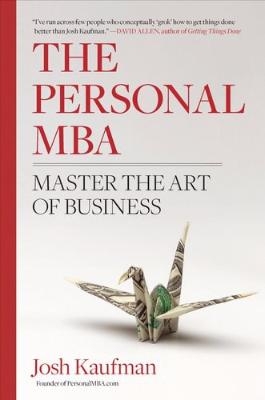 "I've run across few people who conceptually 'grok' how to get things done
better than Josh Kaufman." —DAVID ALLEN, author of Getting Things Done
THE
PERSONAL
MBA
MASTER THE ART
OF BUSINESS
Josh Kaufman
Founder of PersonalMBA.com